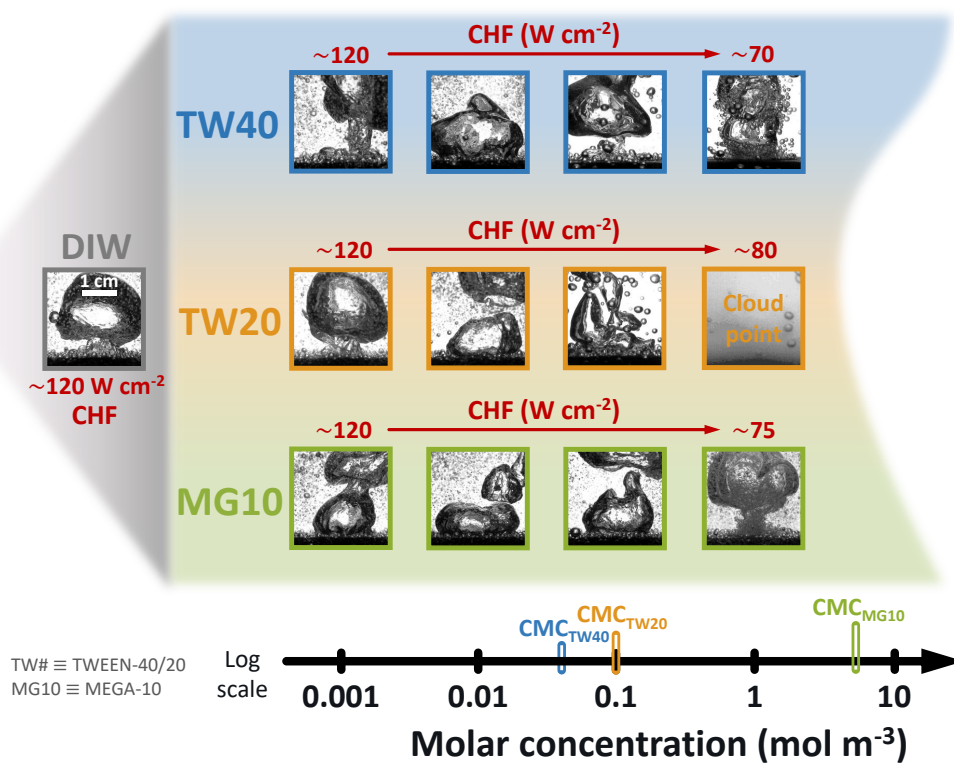 CHF (W cm⁻²)
~120
~70
TW40
CHF (W cm⁻²)
~120
~80
DIW
1 cm
TW20
Cloud
point
~120 W cm⁻²
CHF
CHF (W cm⁻²)
~120
~75
MG10
CMC_TW40
CMC_TW20
CMC_MG10
TW# ≡ TWEEN-40/20
MG10 ≡ MEGA-10
Log
scale
0.001 0.01 0.1 1 10
Molar concentration (mol m⁻³)